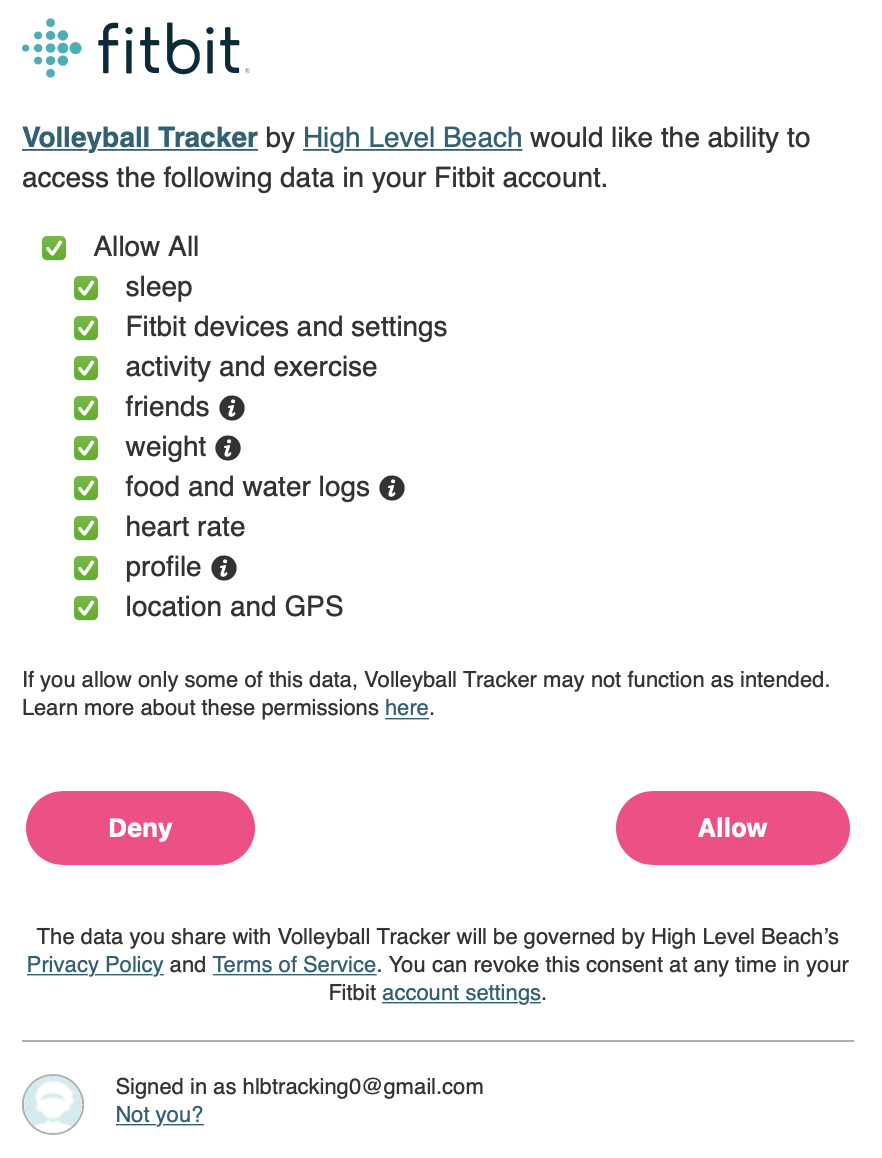 fitbit
Volleyball Tracker by High Level Beach would like the ability to
access the following data in your Fitbit account.
Allow All
sleep
Fitbit devices and settings
activity and exercise
friends
weight
food and water logs
heart rate
profile
location and GPS
If you allow only some of this data, Volleyball Tracker may not function as intended.
Learn more about these permissions here.
Deny
Allow
The data you share with Volleyball Tracker will be governed by High Level Beach’s
Privacy Policy and Terms of Service. You can revoke this consent at any time in your
Fitbit account settings.
Signed in as hlbtracking0@gmail.com
Not you?